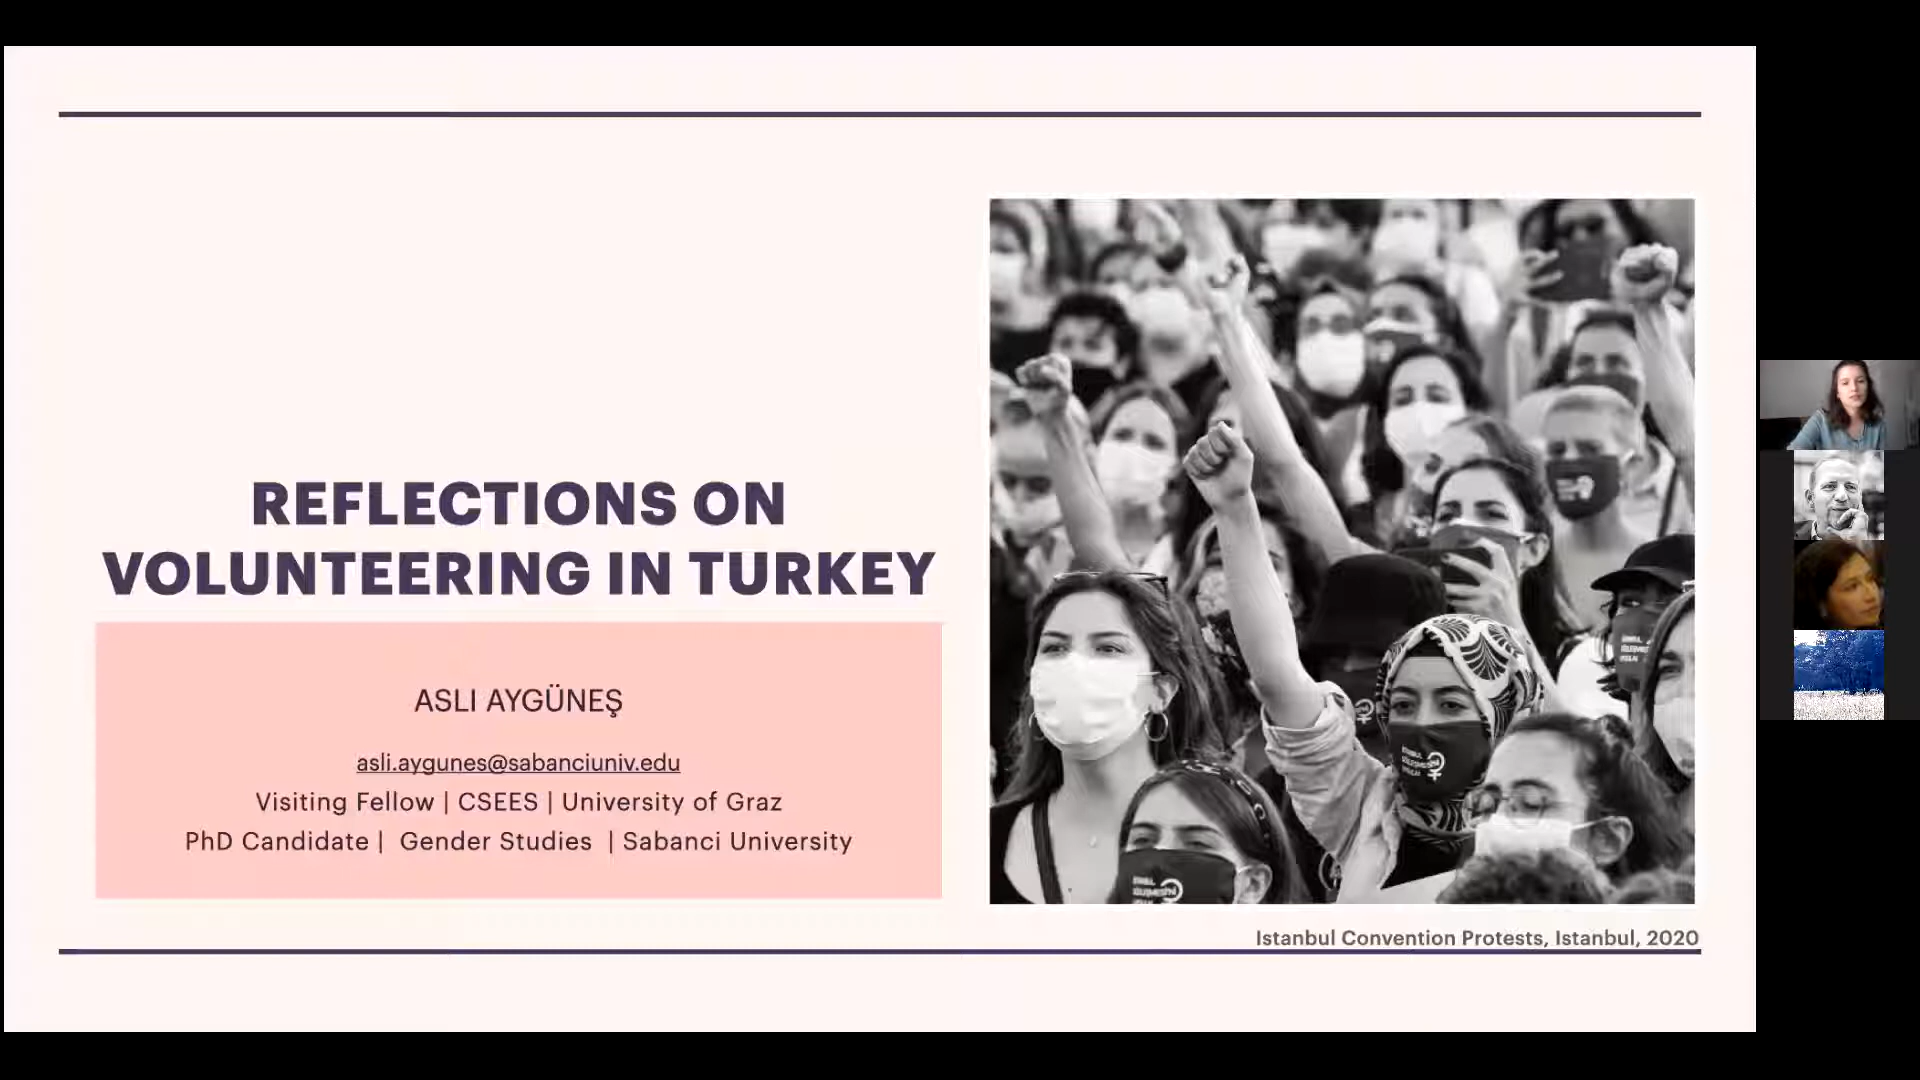 REFLECTIONS ON
VOLUNTEERING IN TURKEY
ASLI AYGÜNEŞ
asli.aygunes@sabanciuniv.edu
Visiting Fellow | CSEES | University of Graz
PhD Candidate | Gender Studies | Sabanci University
Istanbul Convention Protests, Istanbul, 2020